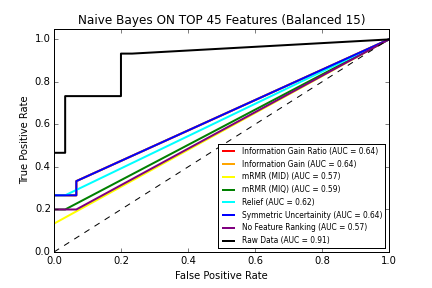 Naive Bayes ON TOP 45 Features (Balanced 15)
1.0
0.8
0.6
0.4
0.2
0.0
True Positive Rate
Information Gain Ratio (AUC = 0.64)
Information Gain (AUC = 0.64)
mRMR (MID) (AUC = 0.57)
mRMR (MIQ) (AUC = 0.59)
Relief (AUC = 0.62)
Symmetric Uncertainity (AUC = 0.64)
No Feature Ranking (AUC = 0.57)
Raw Data (AUC = 0.91)
0.0 0.2 0.4 0.6 0.8 1.0
False Positive Rate